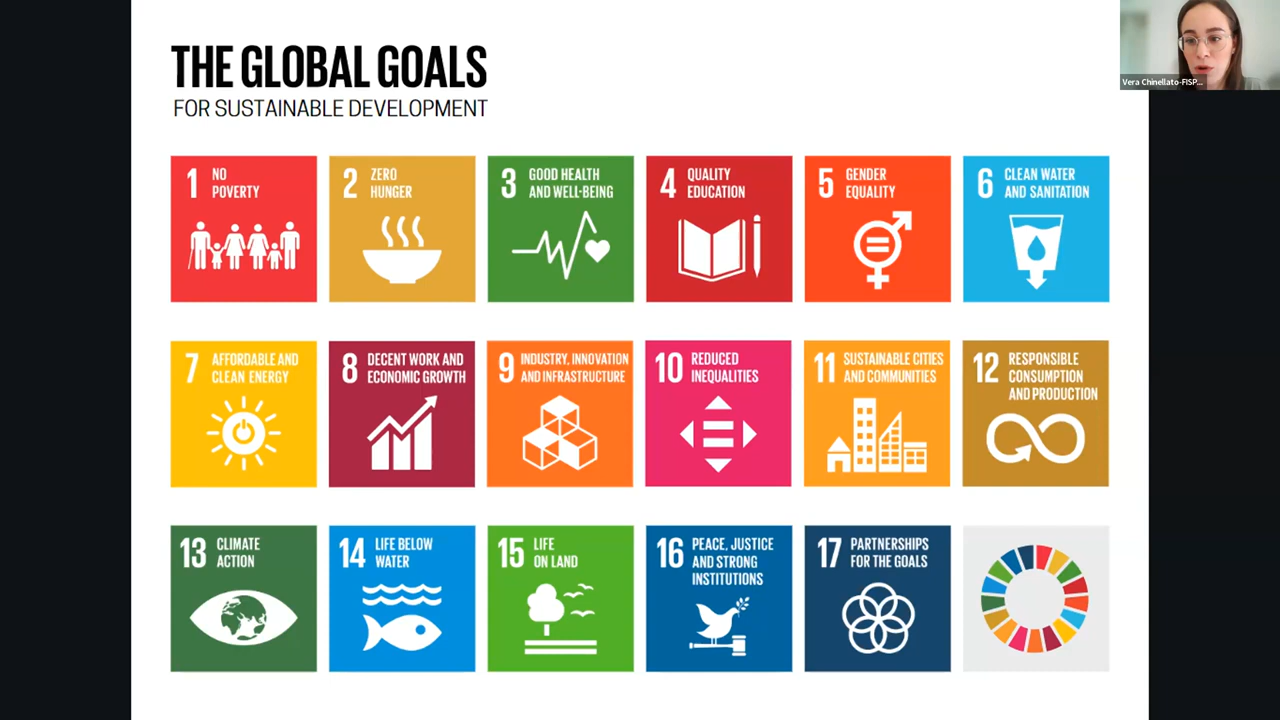 THE GLOBAL GOALS
FOR SUSTAINABLE DEVELOPMENT
Vera Chinellato-FISP...
1 NO
POVERTY
2 ZERO
HUNGER
3 GOOD HEALTH
AND WELL-BEING
4 QUALITY
EDUCATION
5 GENDER
EQUALITY
6 CLEAN WATER
AND SANITATION
7 AFFORDABLE AND
CLEAN ENERGY
8 DECENT WORK AND
ECONOMIC GROWTH
9 INDUSTRY, INNOVATION
AND INFRASTRUCTURE
10 REDUCED
INEQUALITIES
11 SUSTAINABLE CITIES
AND COMMUNITIES
12 RESPONSIBLE
CONSUMPTION
AND PRODUCTION
13 CLIMATE
ACTION
14 LIFE BELOW
WATER
15 LIFE
ON LAND
16 PEACE, JUSTICE
AND STRONG
INSTITUTIONS
17 PARTNERSHIPS
FOR THE GOALS